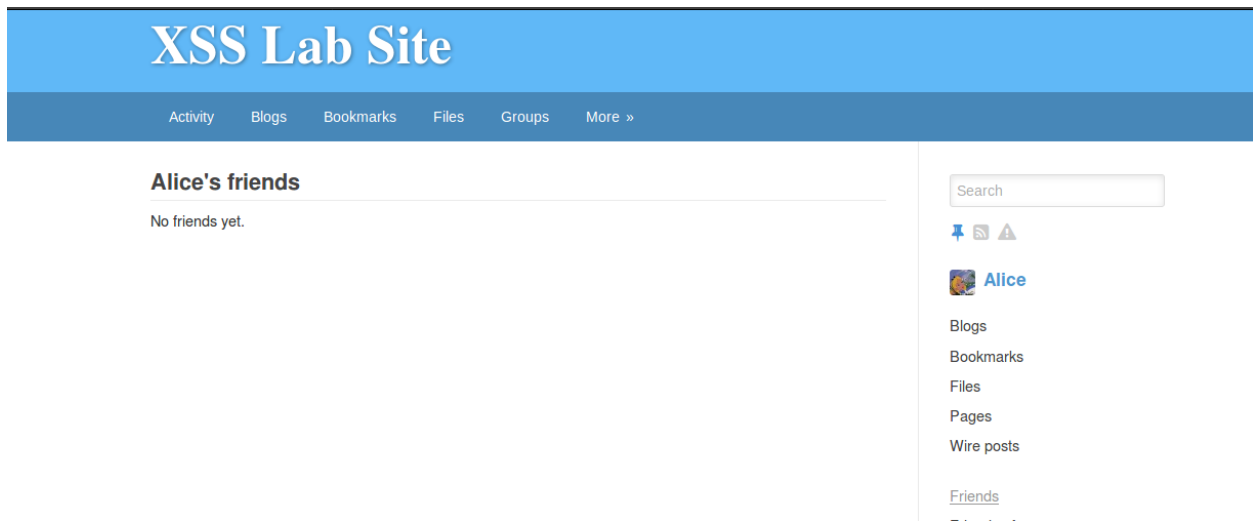 XSS Lab Site
Activity Blogs Bookmarks Files Groups More »
Alice's friends
No friends yet.
Search
Alice
Blogs
Bookmarks
Files
Pages
Wire posts
Friends